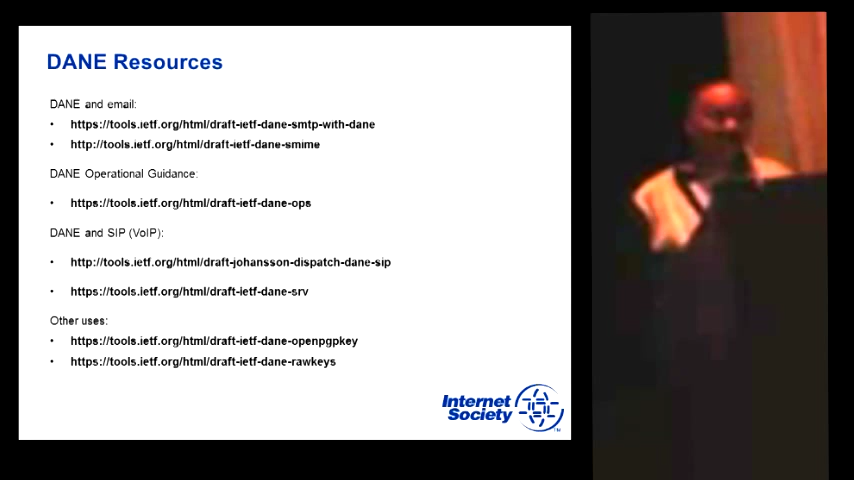 DANE Resources
DANE and email:
• https://tools.ietf.org/html/draft-ietf-dane-smtp-with-dane
• http://tools.ietf.org/html/draft-ietf-dane-smime
DANE Operational Guidance:
• https://tools.ietf.org/html/draft-ietf-dane-ops
DANE and SIP (VoIP):
• http://tools.ietf.org/html/draft-johansson-dispatch-dane-sip
• https://tools.ietf.org/html/draft-ietf-dane-srv
Other uses:
• https://tools.ietf.org/html/draft-ietf-dane-openpgpkey
• https://tools.ietf.org/html/draft-ietf-dane-rawkeys
Internet
Society
TM